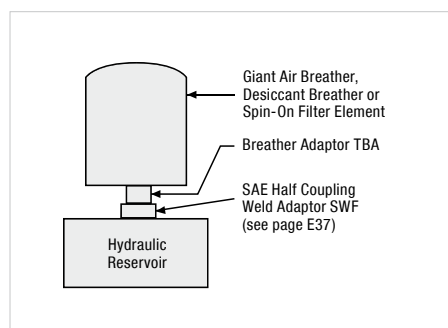 Giant Air Breather,
Desiccant Breather or
Spin-On Filter Element
Breather Adaptor TBA
SAE Half Coupling
Weld Adaptor SWF
(see page E37)
Hydraulic
Reservoir